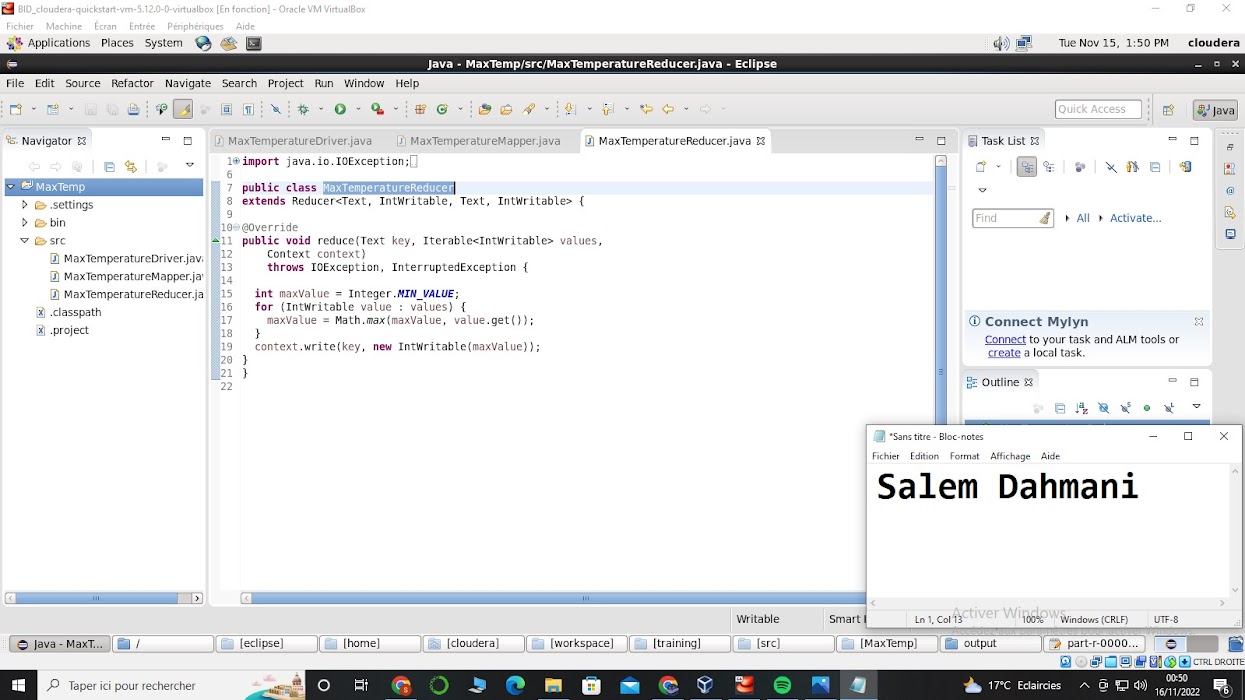 BID_cloudera-quickstart-vm-5.12.0-0-virtualbox [En fonction] - Oracle VM VirtualBox
Fichier Machine Écran Entrée Périphériques Aide
Applications Places System Tue Nov 15, 1:50 PM cloudera
Java - MaxTemp/src/MaxTemperatureReducer.java - Eclipse
File Edit Source Refactor Navigate Search Project Run Window Help
Quick Access Java
Navigator MaxTemperatureDriver.java MaxTemperatureMapper.java MaxTemperatureReducer.java Task List
MaxTemp
.settings
bin
src
MaxTemperatureDriver.java
MaxTemperatureMapper.ja
MaxTemperatureReducer.ja
.classpath
.project
1 import java.io.IOException;
6
7 public class MaxTemperatureReducer
8 extends Reducer<Text, IntWritable, Text, IntWritable> {
9
10 @Override
11 public void reduce(Text key, Iterable<IntWritable> values,
12 Context context)
13 throws IOException, InterruptedException {
14
15 int maxValue = Integer.MIN_VALUE;
16 for (IntWritable value : values) {
17 maxValue = Math.max(maxValue, value.get());
18 }
19 context.write(key, new IntWritable(maxValue));
20 }
21 }
22
Find All Activate...
Connect Mylyn
Connect to your task and ALM tools or
create a local task.
Outline
*Sans titre - Bloc-notes
Fichier Edition Format Affichage Aide
Salem Dahmani
Activer Windows
Ln 1, Col 13 100% Windows (CRLF) UTF-8
Writable Smart
Java - MaxT... / [eclipse] [home] [cloudera] [workspace] [training] [src] [MaxTemp] output part-r-0000...
CTRL DROITE
Taper ici pour rechercher
17°C Eclaircies
00:50
16/11/2022